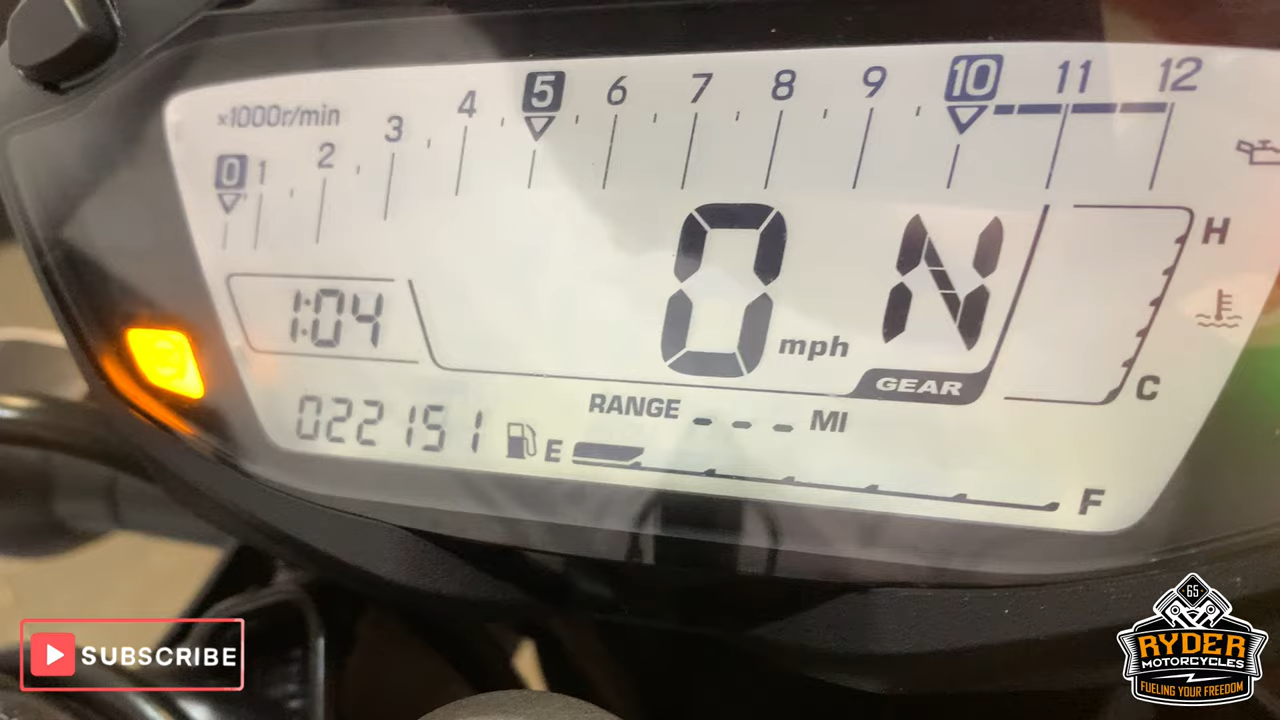 ×1000r/min
0 1 2 3 4 5 6 7 8 9 10 11 12
H
1:04
0 mph N
GEAR
C
022151
RANGE - - - MI
E F
SUBSCRIBE
65
RYDER
MOTORCYCLES
FUELING YOUR FREEDOM